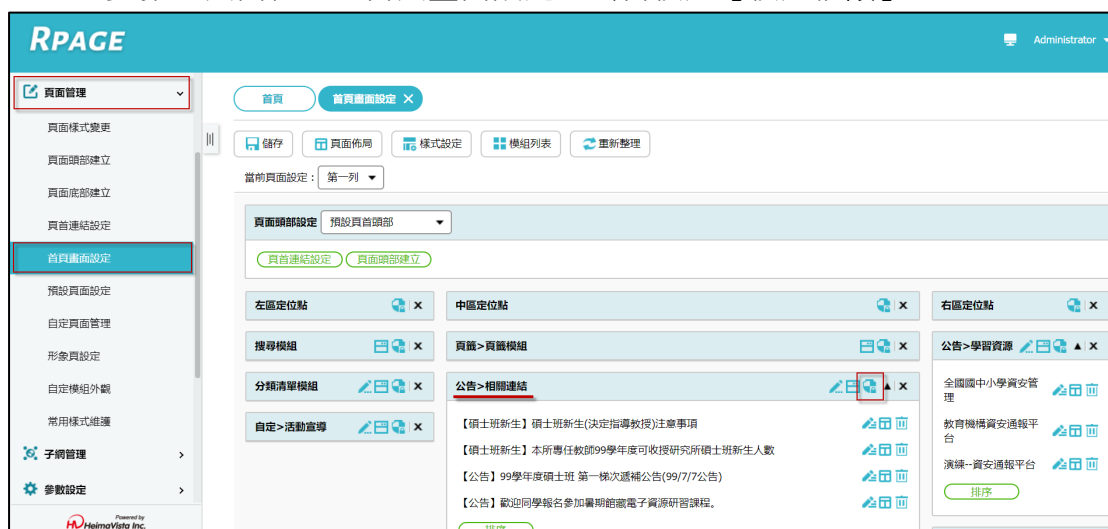 RPAGE
Administrator
頁面管理
頁面樣式變更
頁面頭部建立
頁面底部建立
頁首連結設定
首頁畫面設定
預設頁面設定
自定頁面管理
形象頁設定
自定模組外觀
常用樣式維護
子網管理
參數設定
Powered by
HeimaVista Inc.
首頁
首頁畫面設定
儲存
頁面佈局
樣式設定
模組列表
重新整理
當前頁面設定：
第一列
頁面頭部設定
預設頁首頭部
頁首連結設定
頁面頭部建立
左區定位點
搜尋模組
分類清單模組
自定>活動宣導
中區定位點
頁籤>頁籤模組
公告>相關連結
【碩士班新生】碩士班新生(決定指導教授)注意事項
【碩士班新生】本所專任教師99學年度可收授研究所碩士班新生人數
【公告】99學年度碩士班 第一梯次遞補公告(99/7/7公告)
【公告】歡迎同學報名參加暑期館藏電子資源研習課程。
排序
右區定位點
公告>學習資源
全國國中小學資安管
理
教育機構資安通報平
台
演練--資安通報平台
排序